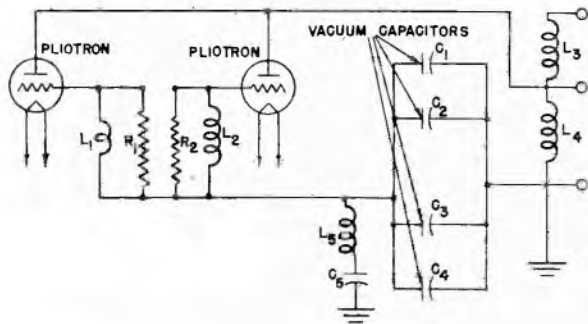 PLIOTRON
PLIOTRON
VACUUM CAPACITORS
C1
L3
C2
L1
R1
R2
L2
L4
L5
C3
C5
C4